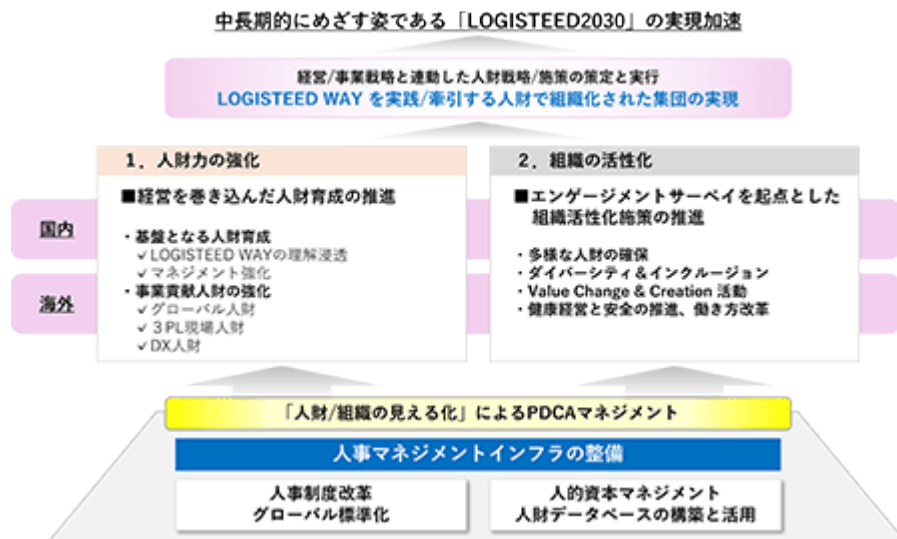 中長期的にめざす姿である「LOGISTEED2030」の実現加速
経営/事業戦略と連動した人財戦略/施策の策定と実行
LOGISTEED WAY を実践/牽引する人財で組織化された集団の実現
1．人財力の強化
■経営を巻き込んだ人財育成の推進
・基盤となる人財育成
✓LOGISTEED WAYの理解浸透
✓マネジメント強化
・事業貢献人財の強化
✓グローバル人財
✓３PL現場人財
✓DX人財
2．組織の活性化
■エンゲージメントサーベイを起点とした
組織活性化施策の推進
・多様な人財の確保
・ダイバーシティ＆インクルージョン
・Value Change & Creation 活動
・健康経営と安全の推進、働き方改革
国内
海外
「人財/組織の見える化」によるPDCAマネジメント
人事マネジメントインフラの整備
人事制度改革
グローバル標準化
人的資本マネジメント
人財データベースの構築と活用